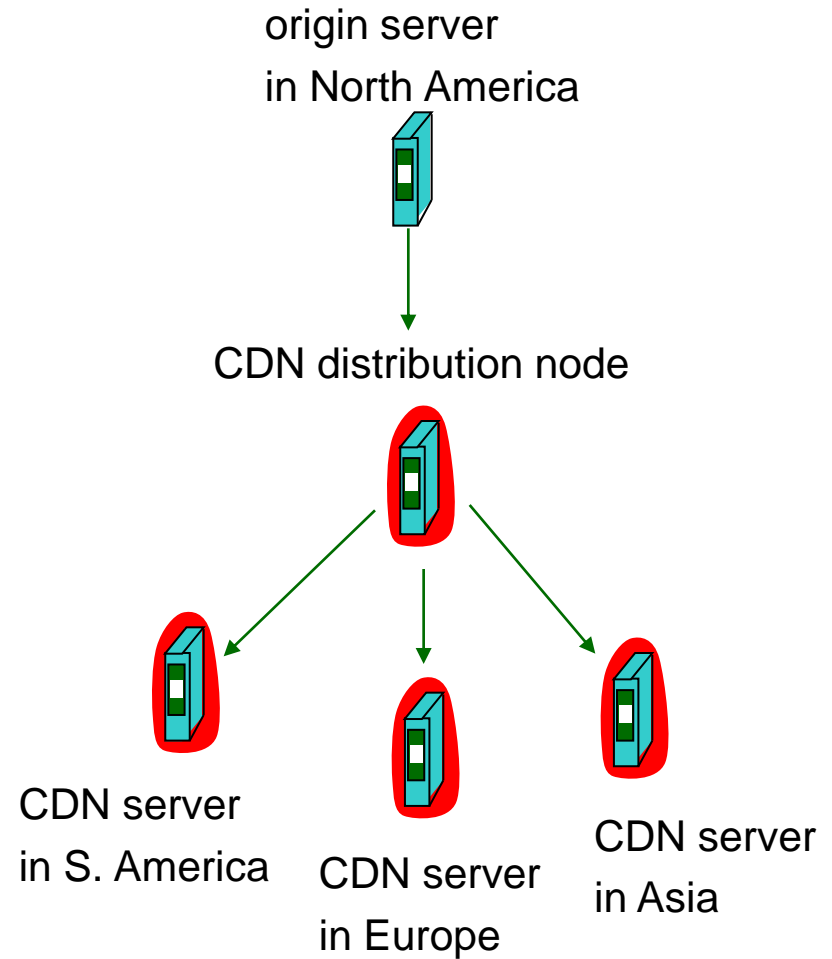 origin server
in North America
CDN distribution node
CDN server
in S. America
CDN server
in Europe
CDN server
in Asia